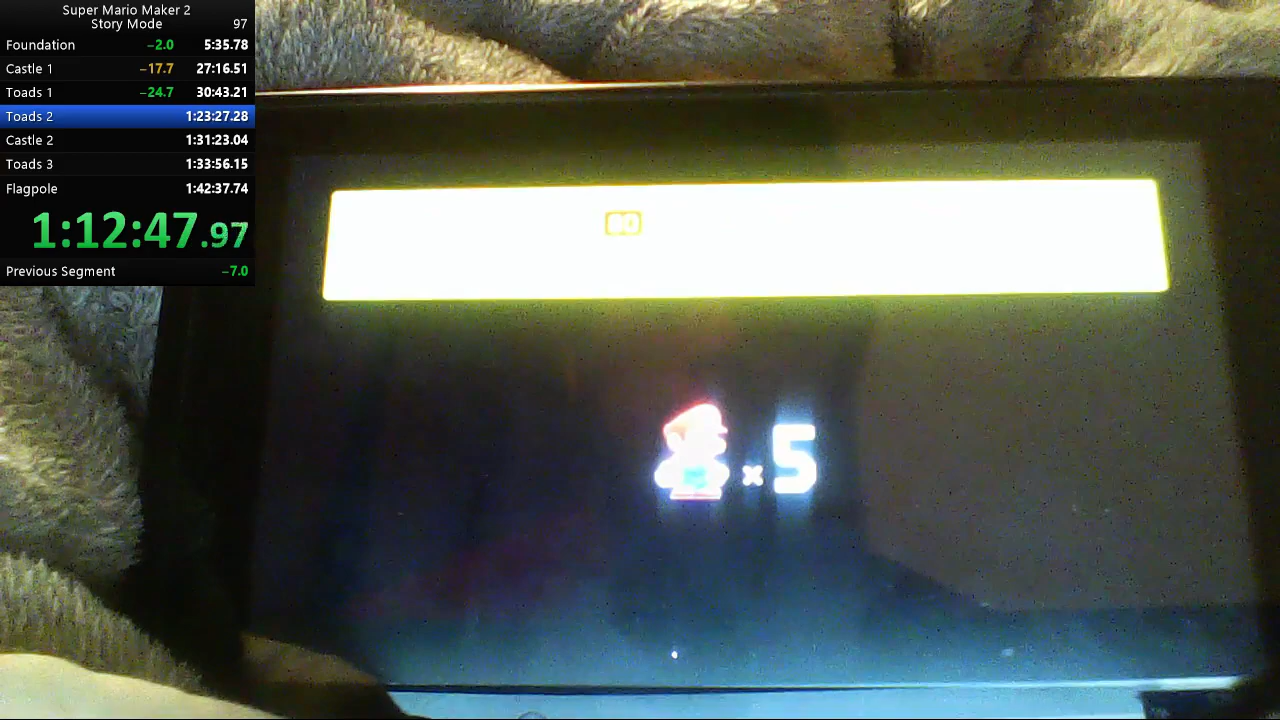 Super Mario Maker 2
Story Mode 97
Foundation −2.0 5:35.78
Castle 1 −17.7 27:16.51
Toads 1 −24.7 30:43.21
Toads 2 1:23:27.28
Castle 2 1:31:23.04
Toads 3 1:33:56.15
Flagpole 1:42:37.74
1:12:47.97
Previous Segment −7.0
× 5